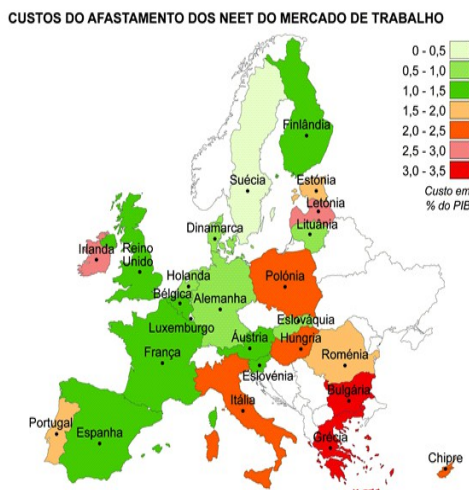 CUSTOS DO AFASTAMENTO DOS NEET DO MERCADO DE TRABALHO
0 - 0,5
0,5 - 1,0
1,0 - 1,5
1,5 - 2,0
2,0 - 2,5
2,5 - 3,0
3,0 - 3,5
Custo em
% do PIB
Finlândia
Suécia
Estónia
Letónia
Lituânia
Dinamarca
Irlanda
Reino
Unido
Holanda
Bélgica
Alemanha
Polónia
Luxemburgo
Eslováquia
Áustria
Hungria
França
Eslovénia
Roménia
Itália
Bulgária
Portugal
Espanha
Grécia
Chipre